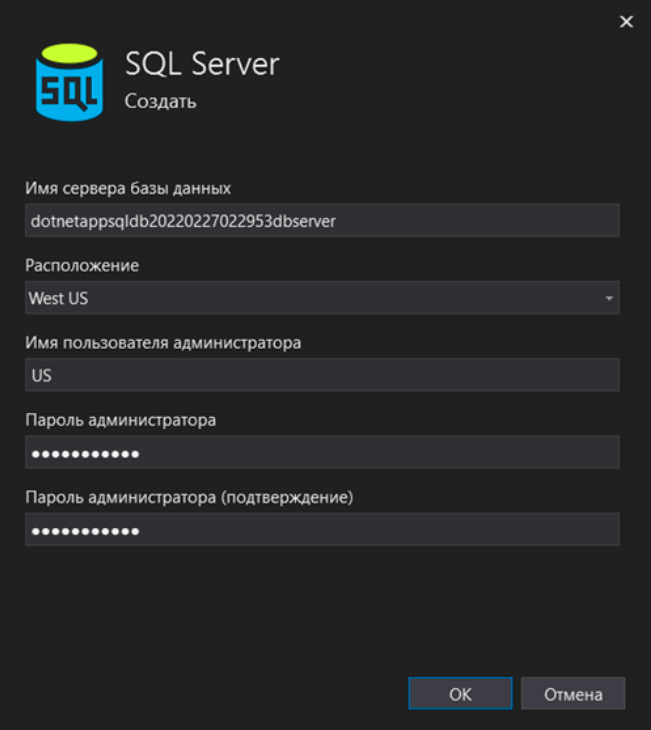 SQL Server
SQL
Создать
Имя сервера базы данных
dotnetappsqldb20220227022953dbserver
Расположение
West US
Имя пользователя администратора
US
Пароль администратора
●●●●●●●●●●●
Пароль администратора (подтверждение)
●●●●●●●●●●●
ОК
Отмена